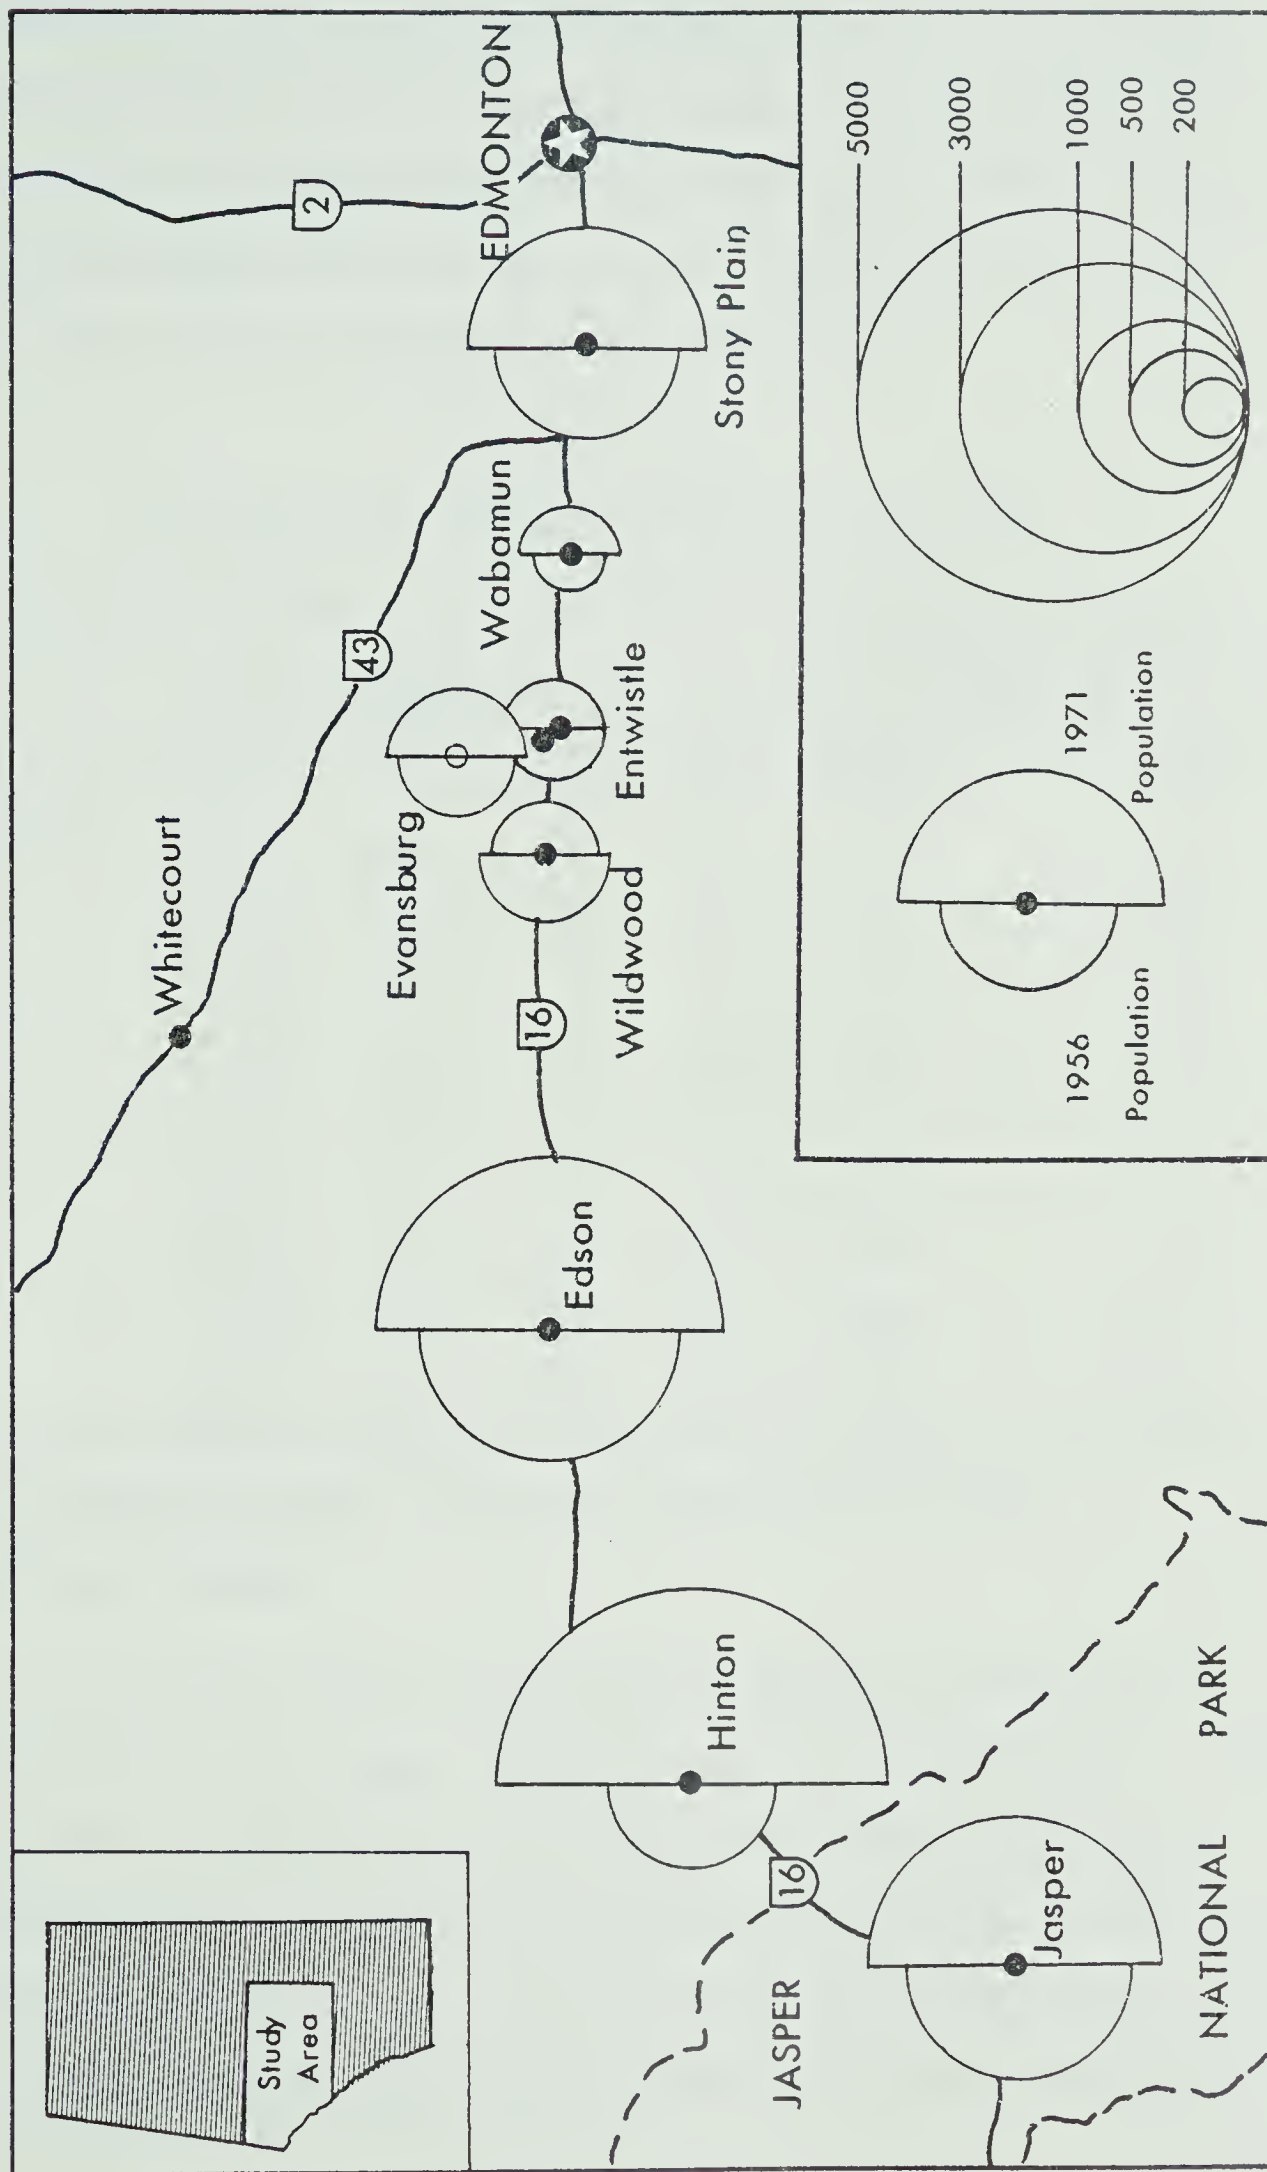 Study
Area
Whitecourt
43
2
EDMONTON
Evansburg
Wabamun
16
Wildwood
Entwistle
Stony Plain
Edson
Hinton
16
JASPER
Jasper
NATIONAL PARK
1956
Population
1971
Population
5000
3000
1000
500
200